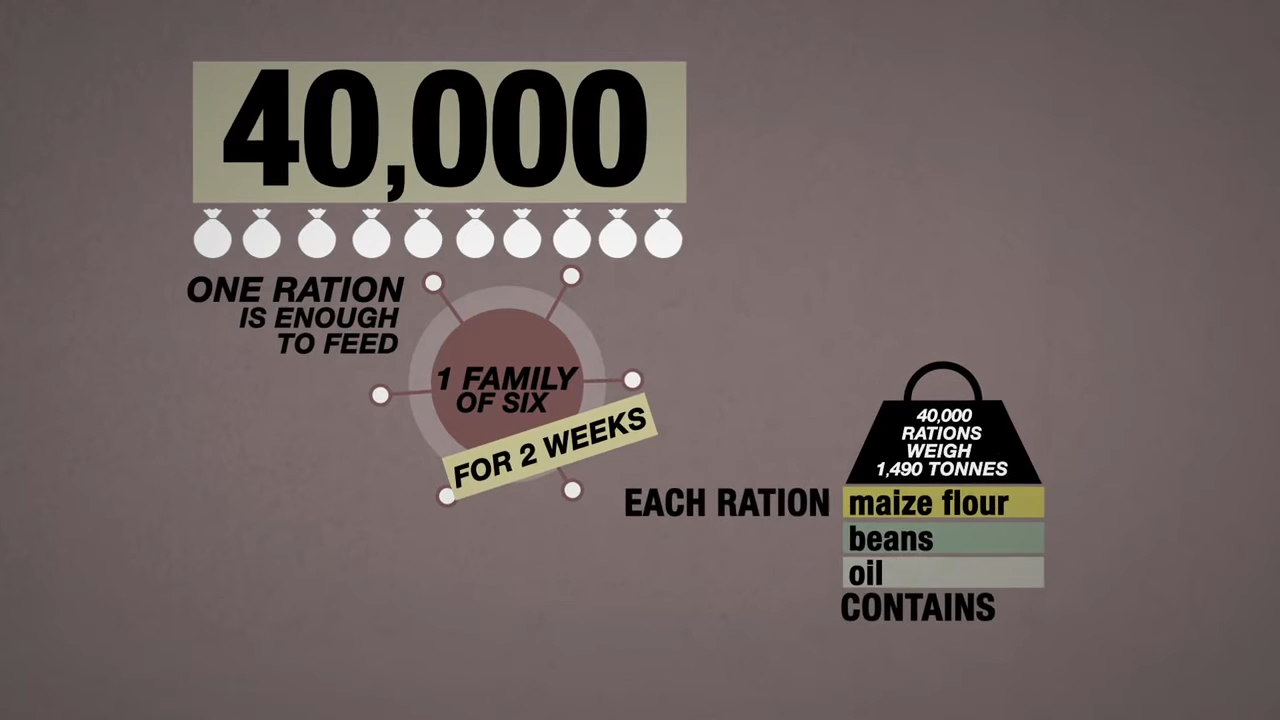 40,000
ONE RATION
IS ENOUGH
TO FEED
1 FAMILY
OF SIX
FOR 2 WEEKS
40,000
RATIONS
WEIGH
1,490 TONNES
EACH RATION
maize flour
beans
oil
CONTAINS